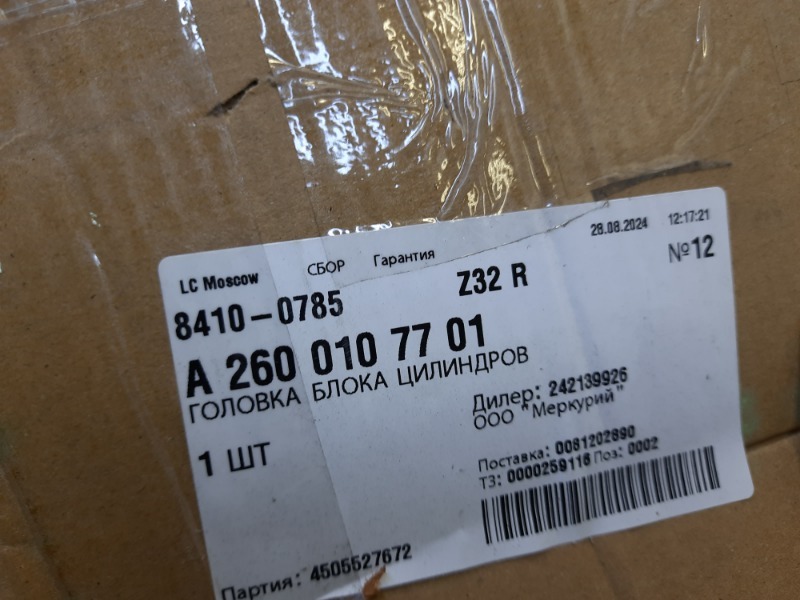 LC Moscow СБОР Гарантия 28.08.2024 12:17:21
8410-0785 Z32 R №12
A 260 010 77 01
ГОЛОВКА БЛОКА ЦИЛИНДРОВ
1 ШТ
Дилер: 242139926
ООО "Меркурий"
Поставка: 0081202890
ТЗ: 0000259116 Поз: 0002
Партия: 4505527672